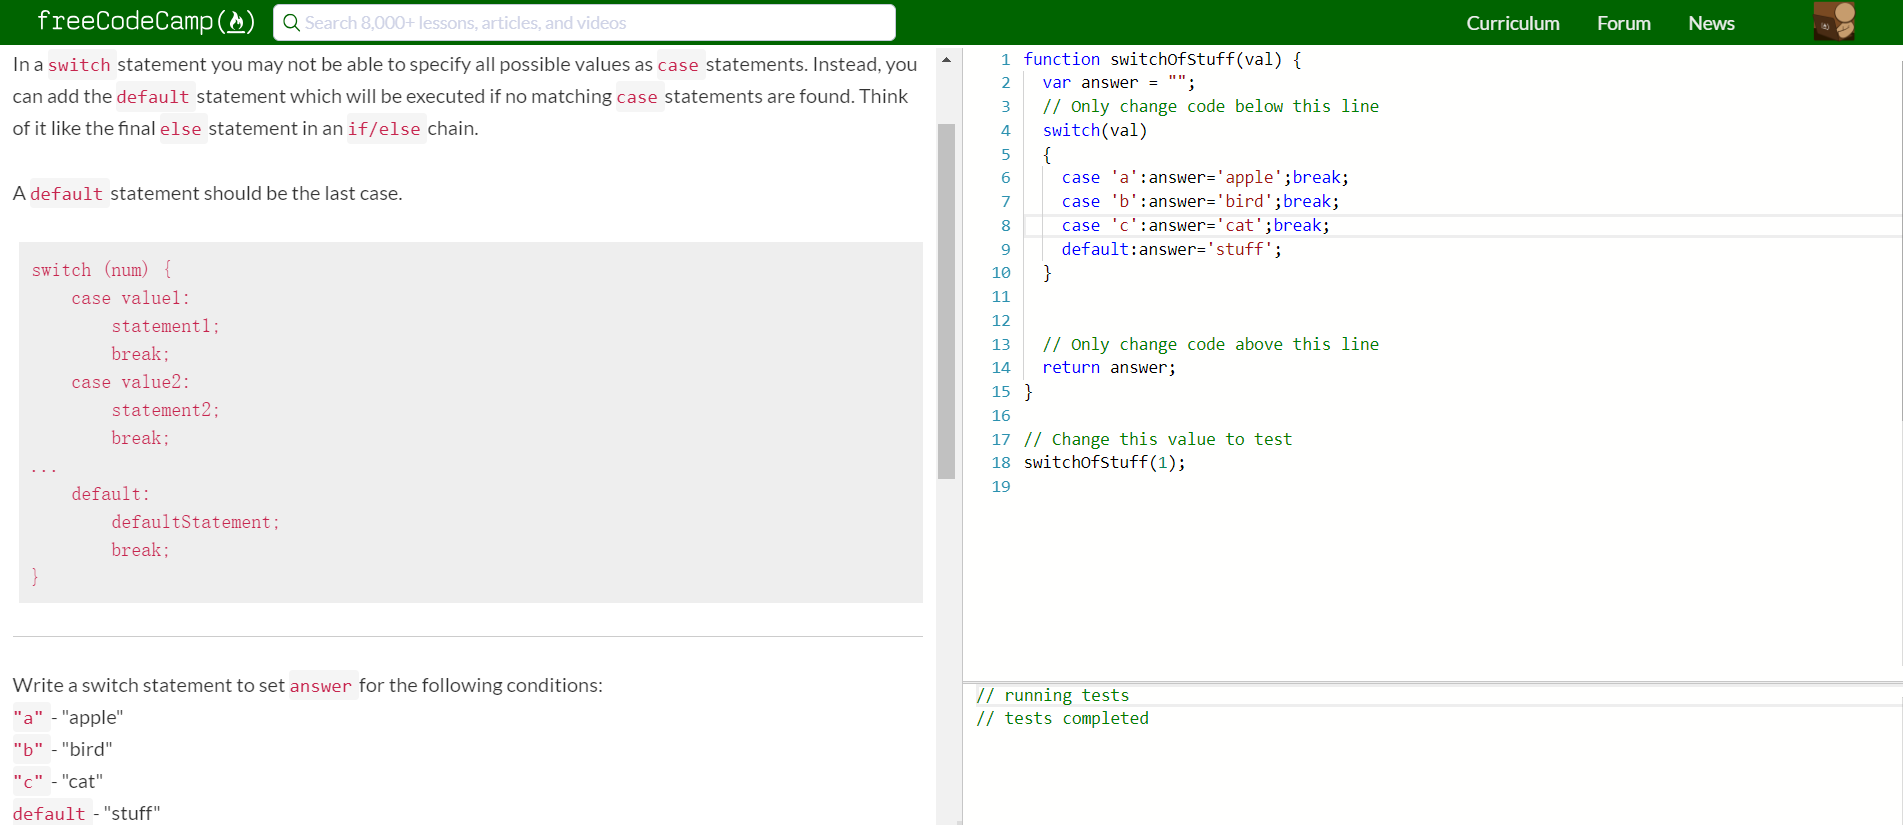 freeCodeCamp(🔥)
Search 8,000+ lessons, articles, and videos
Curriculum
Forum
News
In a switch statement you may not be able to specify all possible values as case statements. Instead, you
can add the default statement which will be executed if no matching case statements are found. Think
of it like the final else statement in an if/else chain.
A default statement should be the last case.
switch (num) {
    case value1:
        statement1;
        break;
    case value2:
        statement2;
        break;
...
    default:
        defaultStatement;
        break;
}
Write a switch statement to set answer for the following conditions:
"a" - "apple"
"b" - "bird"
"c" - "cat"
default - "stuff"
1 function switchOfStuff(val) {
2   var answer = "";
3   // Only change code below this line
4   switch(val)
5   {
6     case 'a':answer='apple';break;
7     case 'b':answer='bird';break;
8     case 'c':answer='cat';break;
9     default:answer='stuff';
10   }
11
12
13   // Only change code above this line
14   return answer;
15 }
16
17 // Change this value to test
18 switchOfStuff(1);
19
// running tests
// tests completed